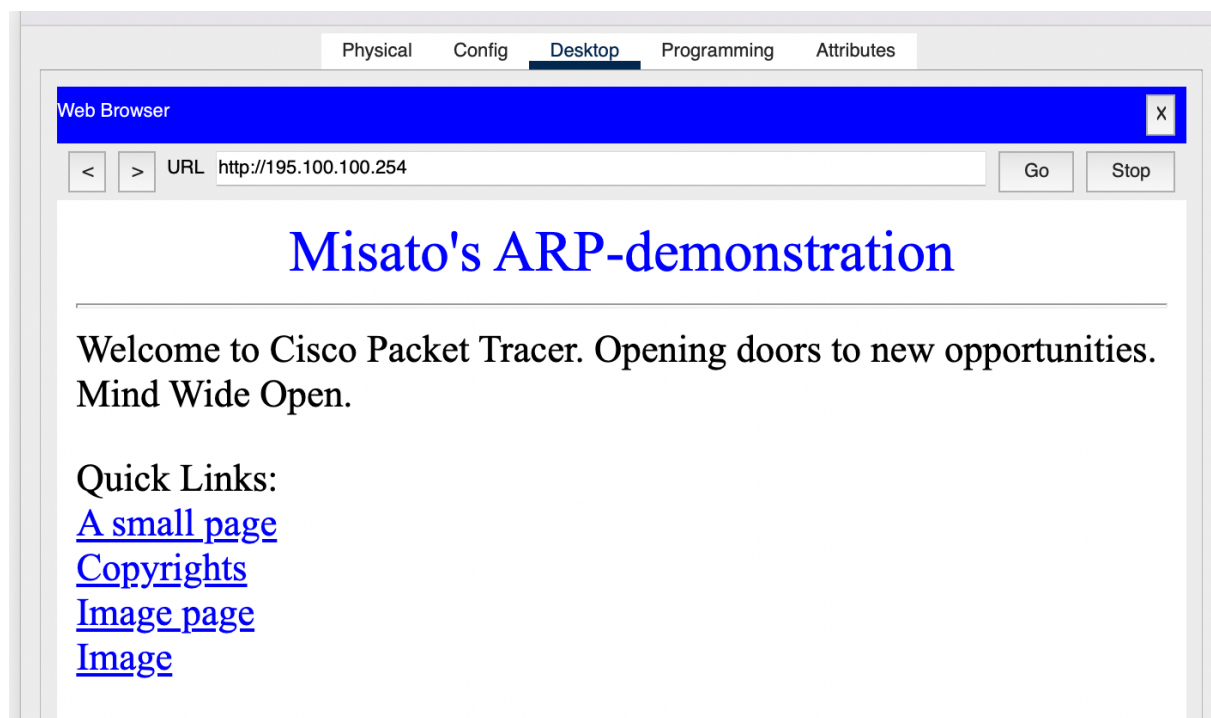 Physical Config Desktop Programming Attributes
Web Browser X
< > URL http://195.100.100.254 Go Stop
Misato's ARP-demonstration
Welcome to Cisco Packet Tracer. Opening doors to new opportunities.
Mind Wide Open.
Quick Links:
A small page
Copyrights
Image page
Image